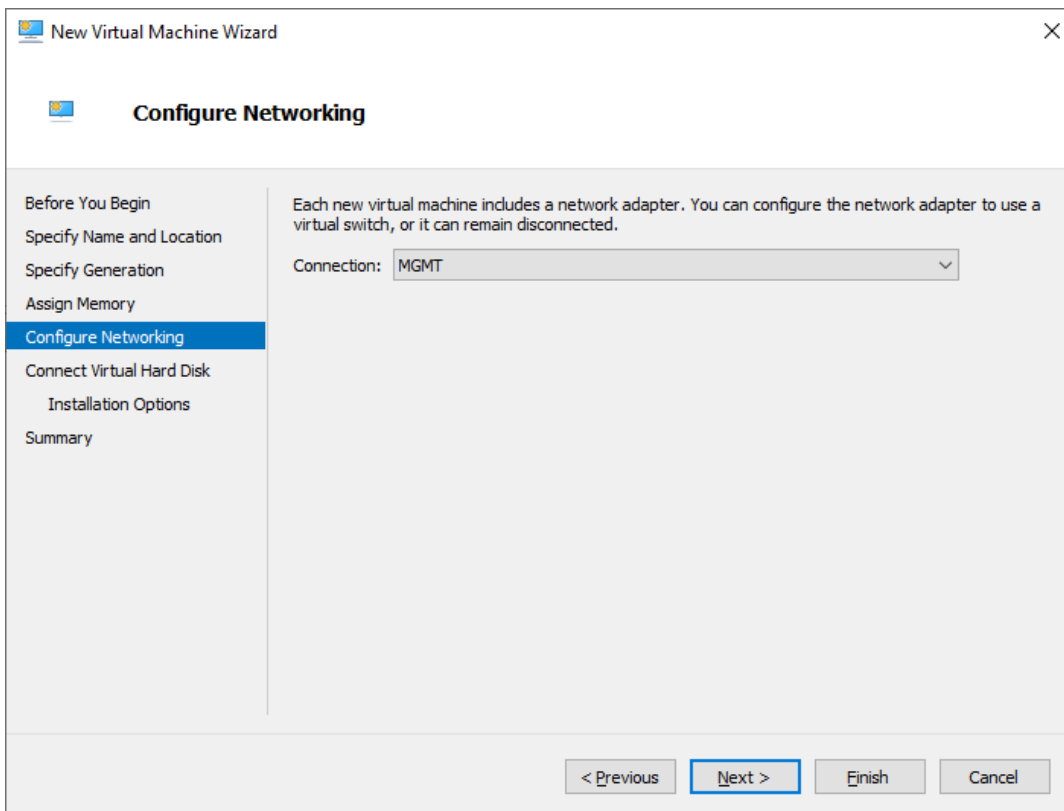 New Virtual Machine Wizard
Configure Networking
Before You Begin
Specify Name and Location
Specify Generation
Assign Memory
Configure Networking
Connect Virtual Hard Disk
Installation Options
Summary
Each new virtual machine includes a network adapter. You can configure the network adapter to use a
virtual switch, or it can remain disconnected.
Connection: MGMT
< Previous Next > Finish Cancel